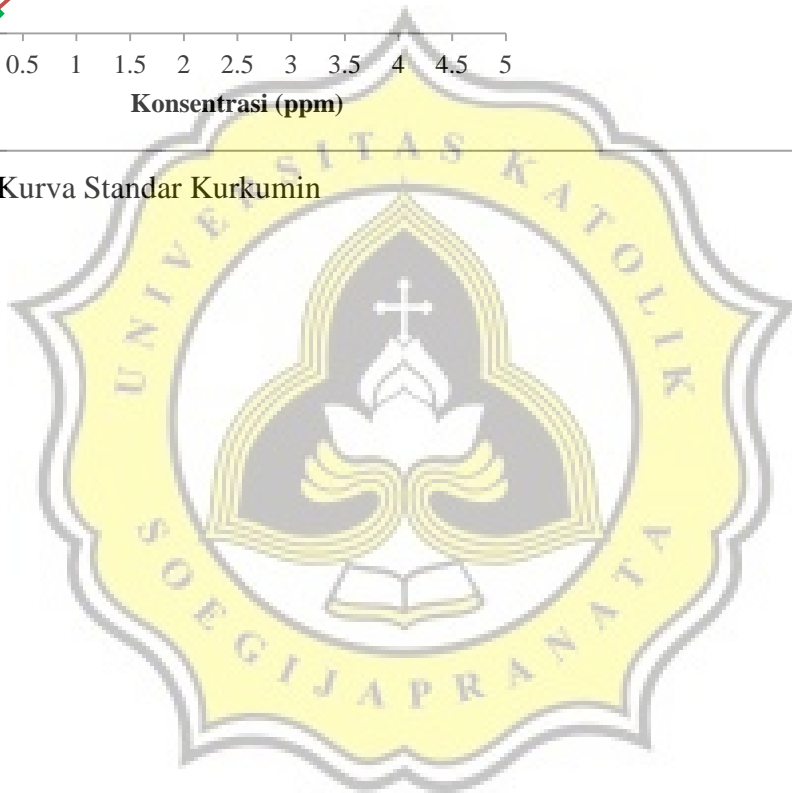 0.5 1 1.5 2 2.5 3 3.5 4 4.5 5
Konsentrasi (ppm)
Kurva Standar Kurkumin
UNIVERSITAS KATOLIK
SOEGIJAPRANATA